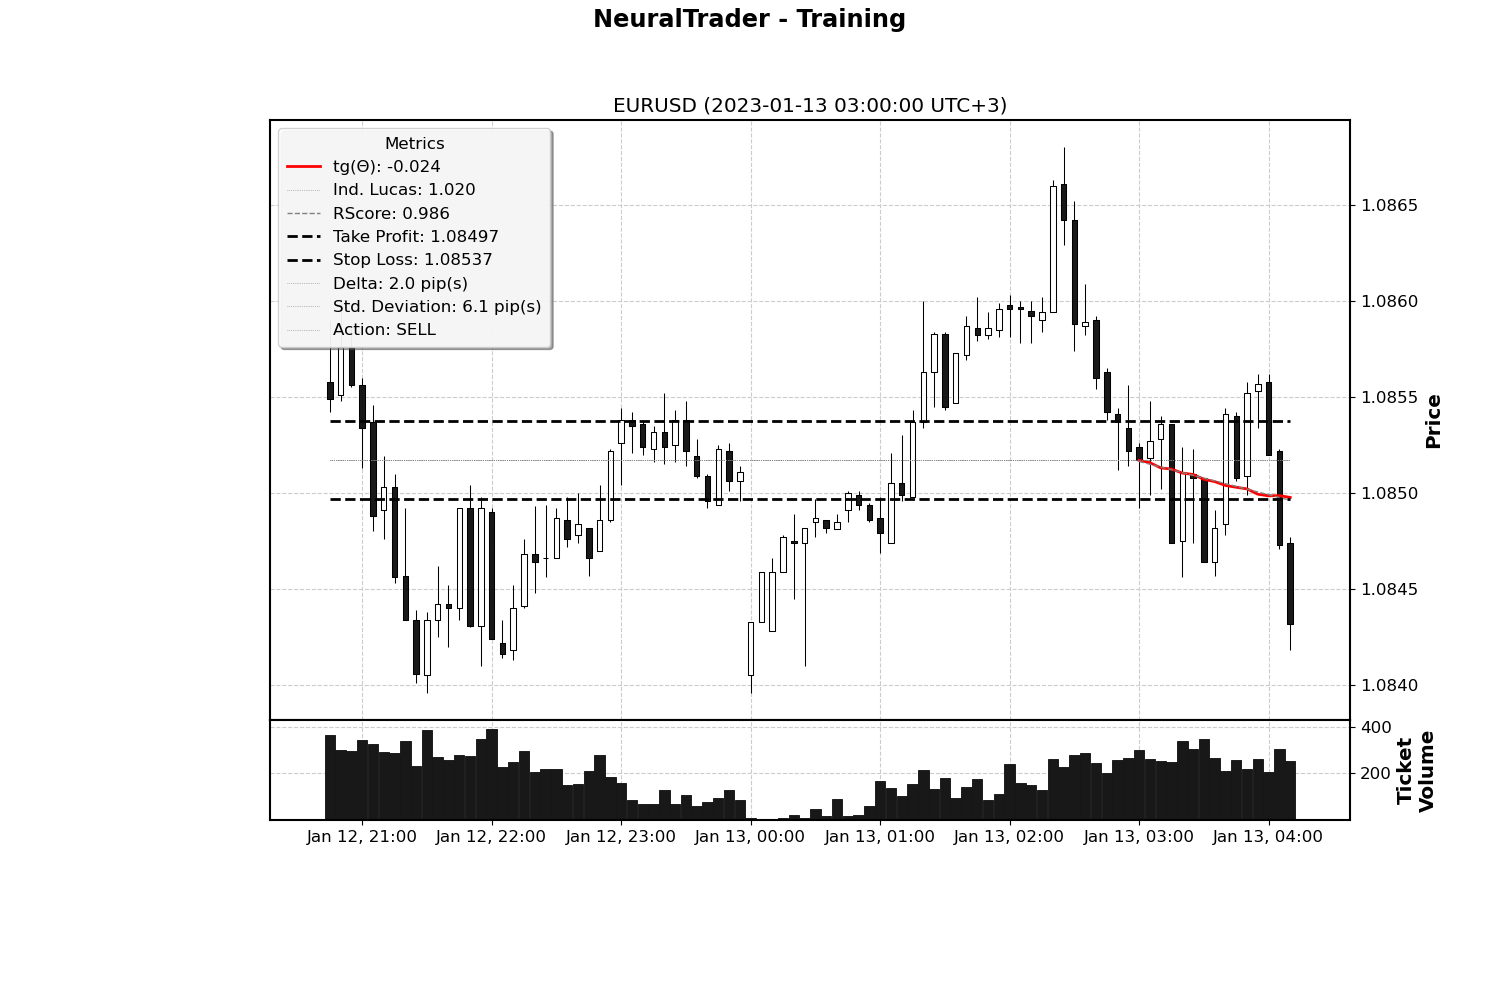 NeuralTrader - Training
EURUSD (2023-01-13 03:00:00 UTC+3)
Metrics
tg(Θ): -0.024
Ind. Lucas: 1.020
RScore: 0.986
Take Profit: 1.08497
Stop Loss: 1.08537
Delta: 2.0 pip(s)
Std. Deviation: 6.1 pip(s)
Action: SELL
1.0865
1.0860
1.0855
1.0850
1.0845
1.0840
Price
400
200
Ticket
Volume
Jan 12, 21:00
Jan 12, 22:00
Jan 12, 23:00
Jan 13, 00:00
Jan 13, 01:00
Jan 13, 02:00
Jan 13, 03:00
Jan 13, 04:00